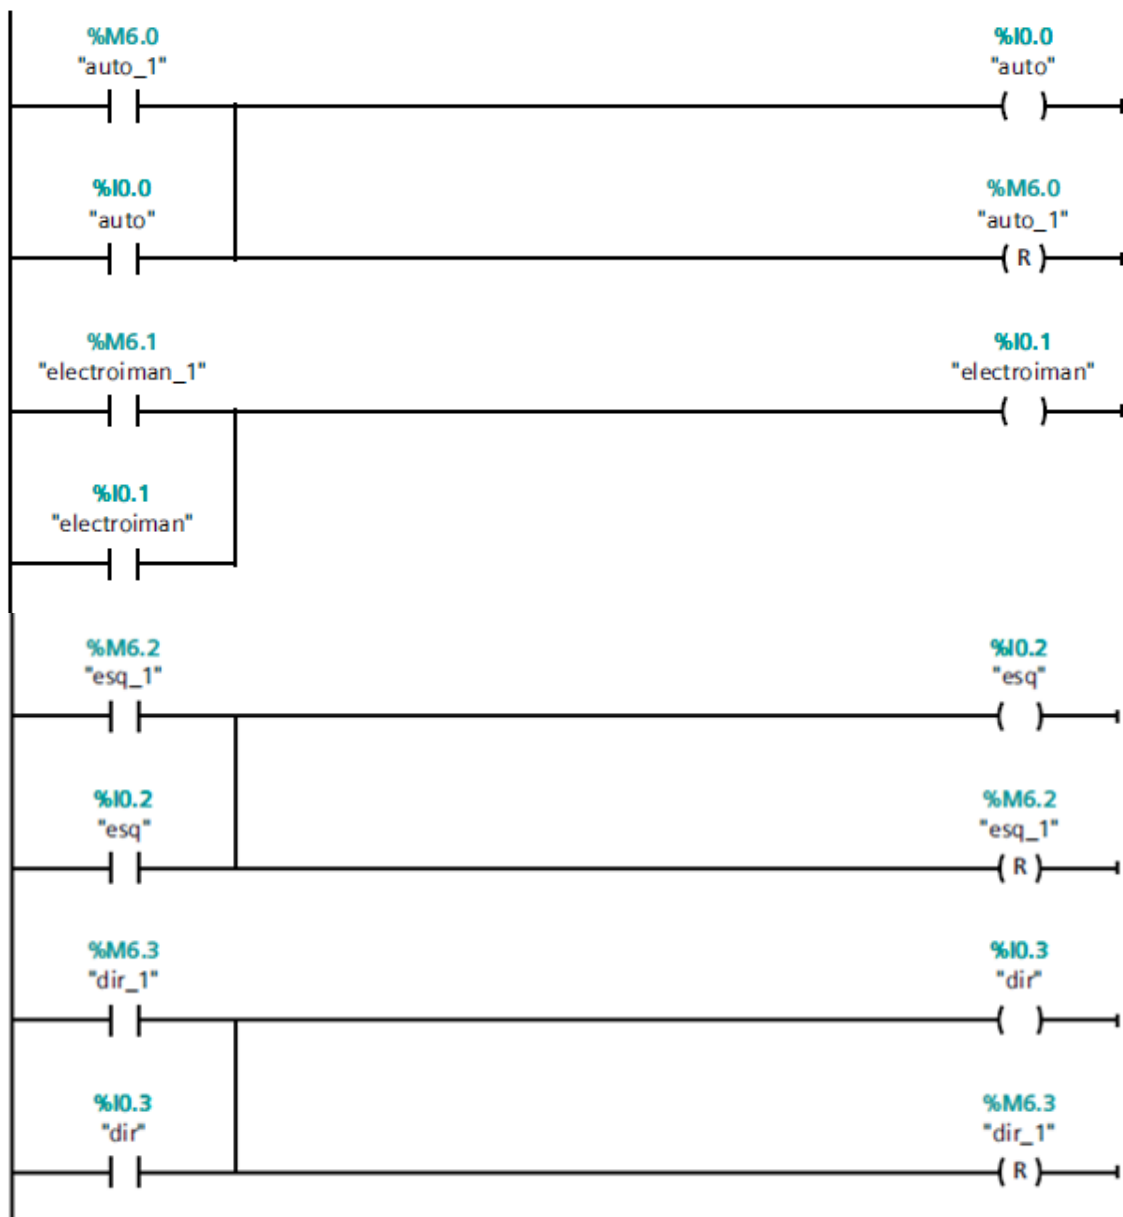 %M6.0
"auto_1"
%I0.0
"auto"
%I0.0
"auto"
%M6.0
"auto_1"
R
%M6.1
"electroiman_1"
%I0.1
"electroiman"
%I0.1
"electroiman"
%M6.2
"esq_1"
%I0.2
"esq"
%I0.2
"esq"
%M6.2
"esq_1"
R
%M6.3
"dir_1"
%I0.3
"dir"
%I0.3
"dir"
%M6.3
"dir_1"
R